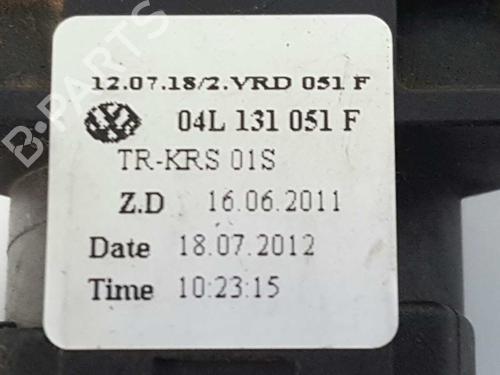 B-PARTS
12.07.18/2.VRD 051 F
04L 131 051 F
TR-KRS 01S
Z.D 16.06.2011
Date 18.07.2012
Time 10:23:15